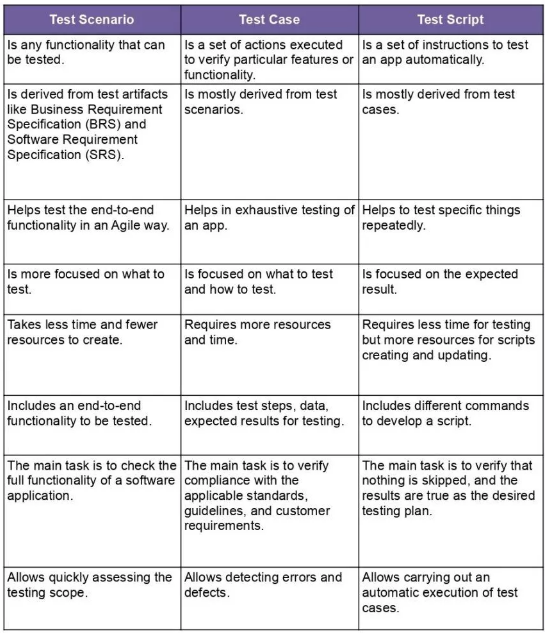 Test Scenario
Test Case
Test Script
Is any functionality that can
be tested.
Is a set of actions executed
to verify particular features or
functionality.
Is a set of instructions to test
an app automatically.
Is derived from test artifacts
like Business Requirement
Specification (BRS) and
Software Requirement
Specification (SRS).
Is mostly derived from test
scenarios.
Is mostly derived from test
cases.
Helps test the end-to-end
functionality in an Agile way.
Helps in exhaustive testing of
an app.
Helps to test specific things
repeatedly.
Is more focused on what to
test.
Is focused on what to test
and how to test.
Is focused on the expected
result.
Takes less time and fewer
resources to create.
Requires more resources
and time.
Requires less time for testing
but more resources for scripts
creating and updating.
Includes an end-to-end
functionality to be tested.
Includes test steps, data,
expected results for testing.
Includes different commands
to develop a script.
The main task is to check the
full functionality of a software
application.
The main task is to verify
compliance with the
applicable standards,
guidelines, and customer
requirements.
The main task is to verify that
nothing is skipped, and the
results are true as the desired
testing plan.
Allows quickly assessing the
testing scope.
Allows detecting errors and
defects.
Allows carrying out an
automatic execution of test
cases.